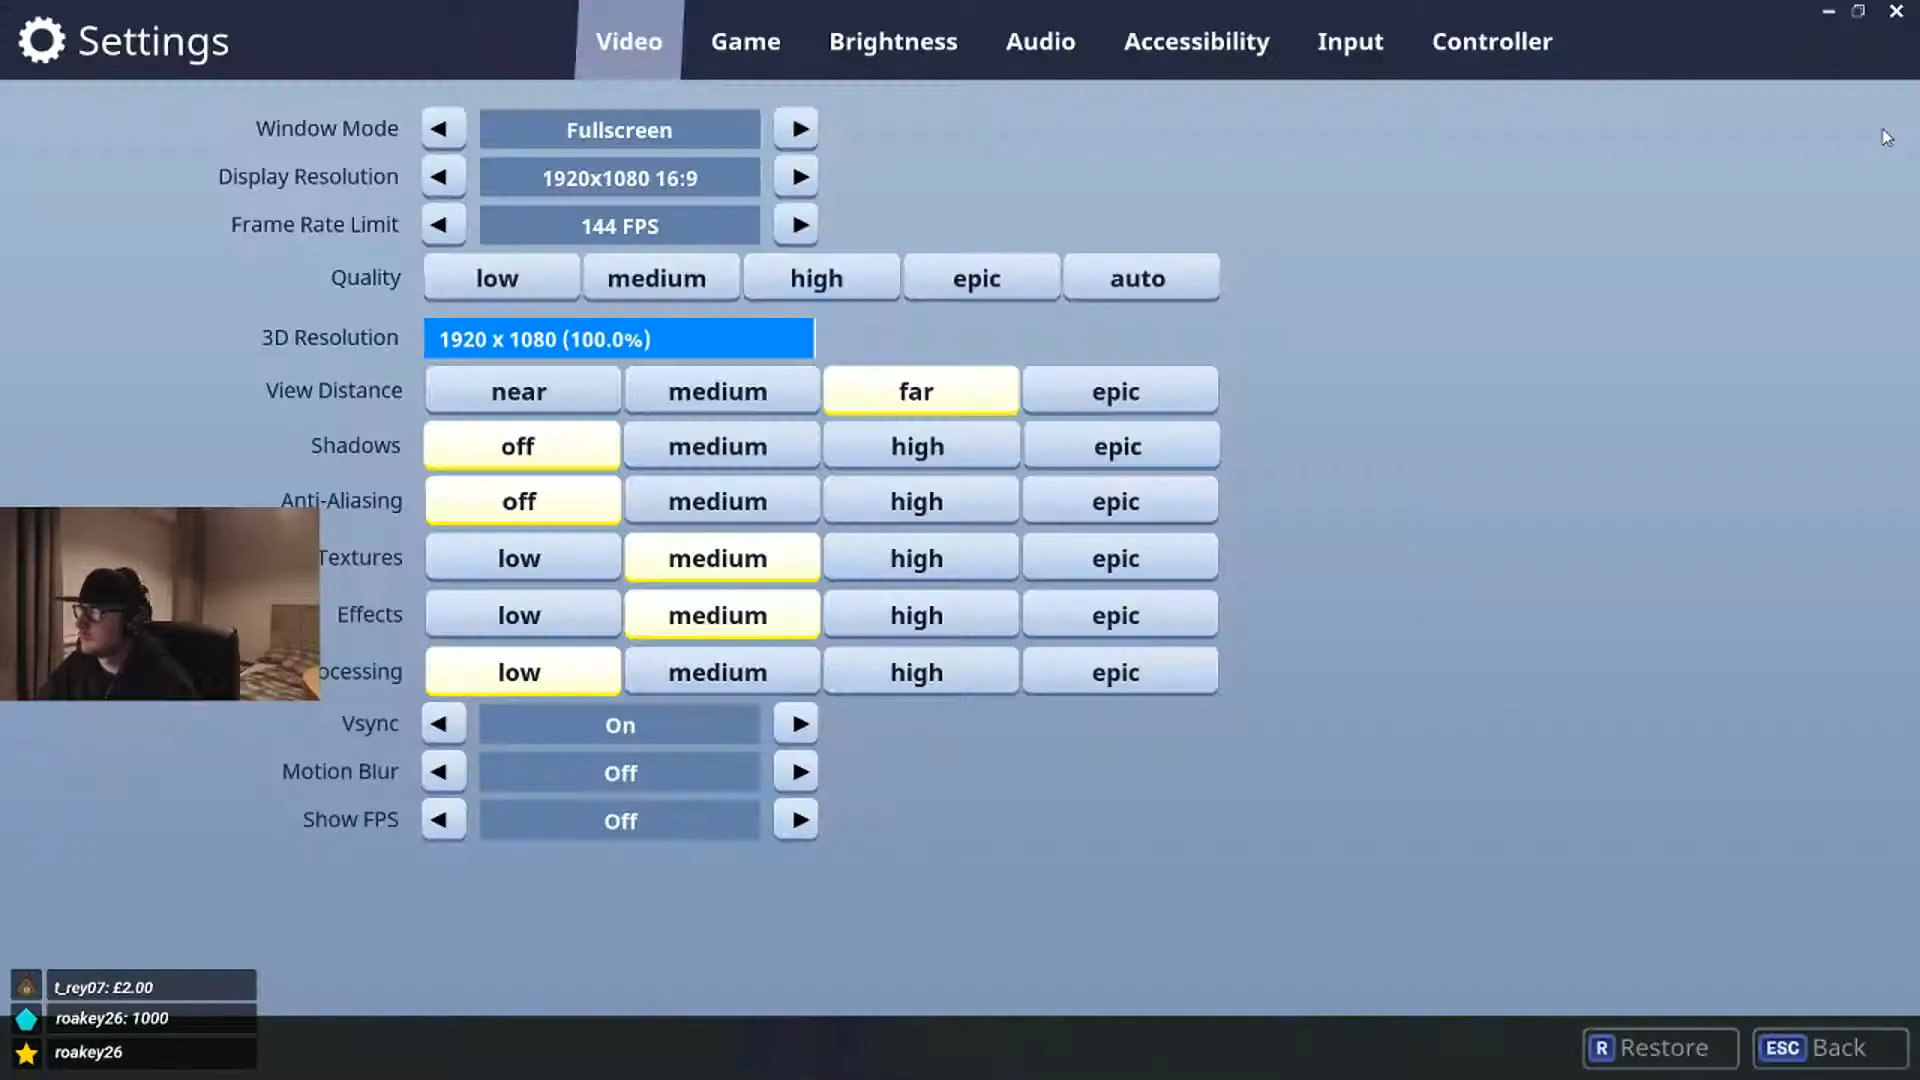 Settings
Video Game Brightness Audio Accessibility Input Controller
Window Mode Fullscreen
Display Resolution 1920x1080 16:9
Frame Rate Limit 144 FPS
Quality low medium high epic auto
3D Resolution 1920 x 1080 (100.0%)
View Distance near medium far epic
Shadows off medium high epic
Anti-Aliasing off medium high epic
Textures low medium high epic
Effects low medium high epic
ocessing low medium high epic
Vsync On
Motion Blur Off
Show FPS Off
t_rey07: £2.00
roakey26: 1000
roakey26
R Restore ESC Back